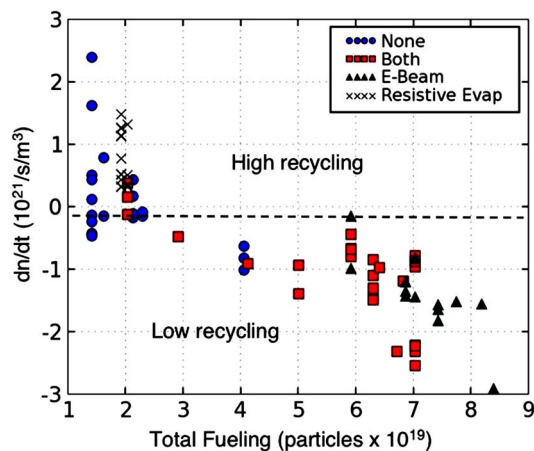 3
2
1
0
-1
-2
-3
dn/dt (10²¹/s/m³)
None
Both
E-Beam
Resistive Evap
High recycling
Low recycling
1 2 3 4 5 6 7 8 9
Total Fueling (particles x 10¹⁹)